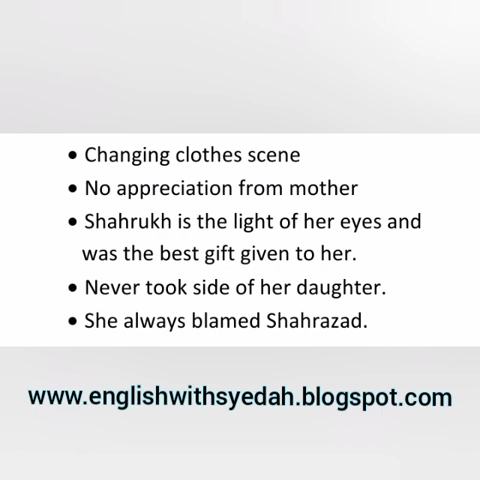 • Changing clothes scene
• No appreciation from mother
• Shahrukh is the light of her eyes and
was the best gift given to her.
• Never took side of her daughter.
• She always blamed Shahrazad.
www.englishwithsyedah.blogspot.com